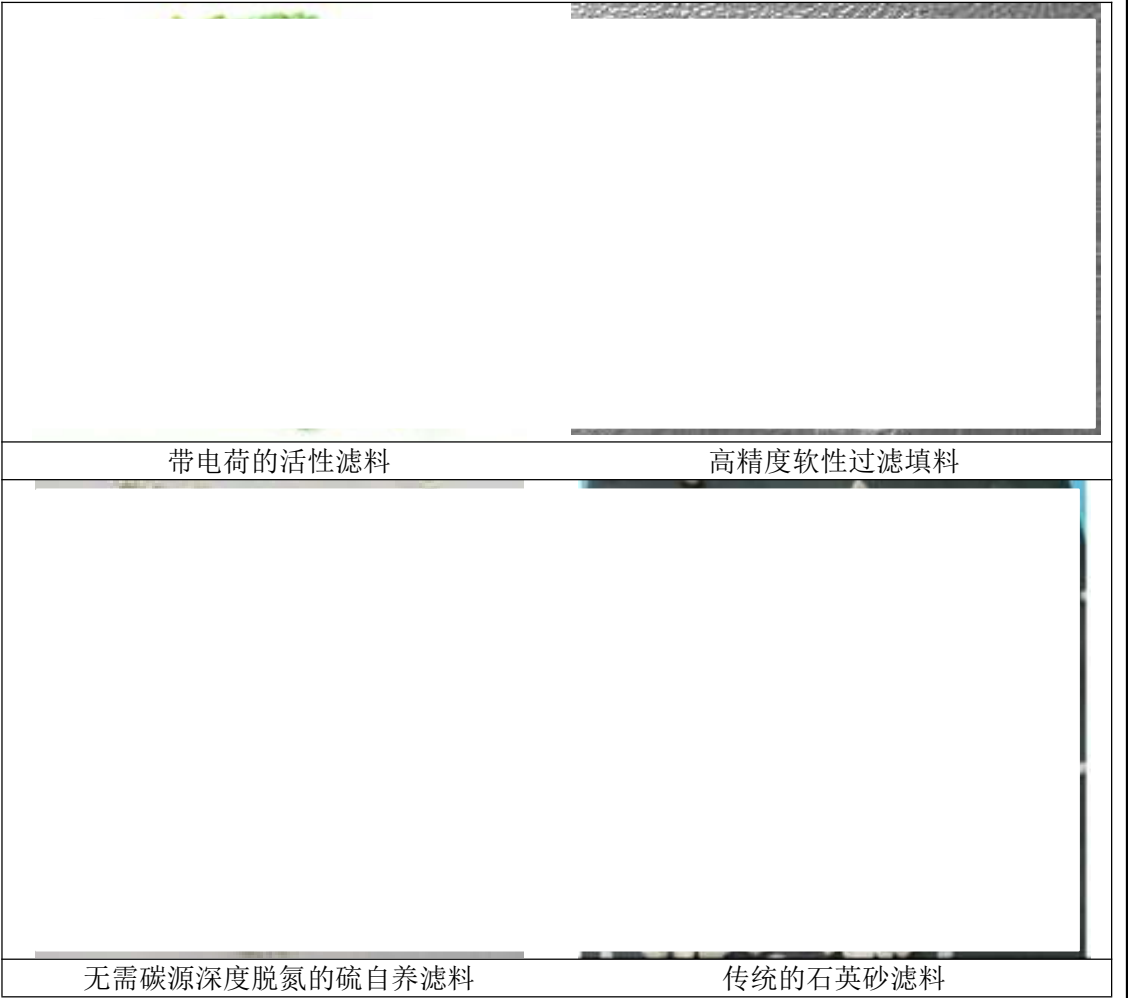 带电荷的活性滤料
高精度软性过滤填料
无需碳源深度脱氮的硫自养滤料
传统的石英砂滤料